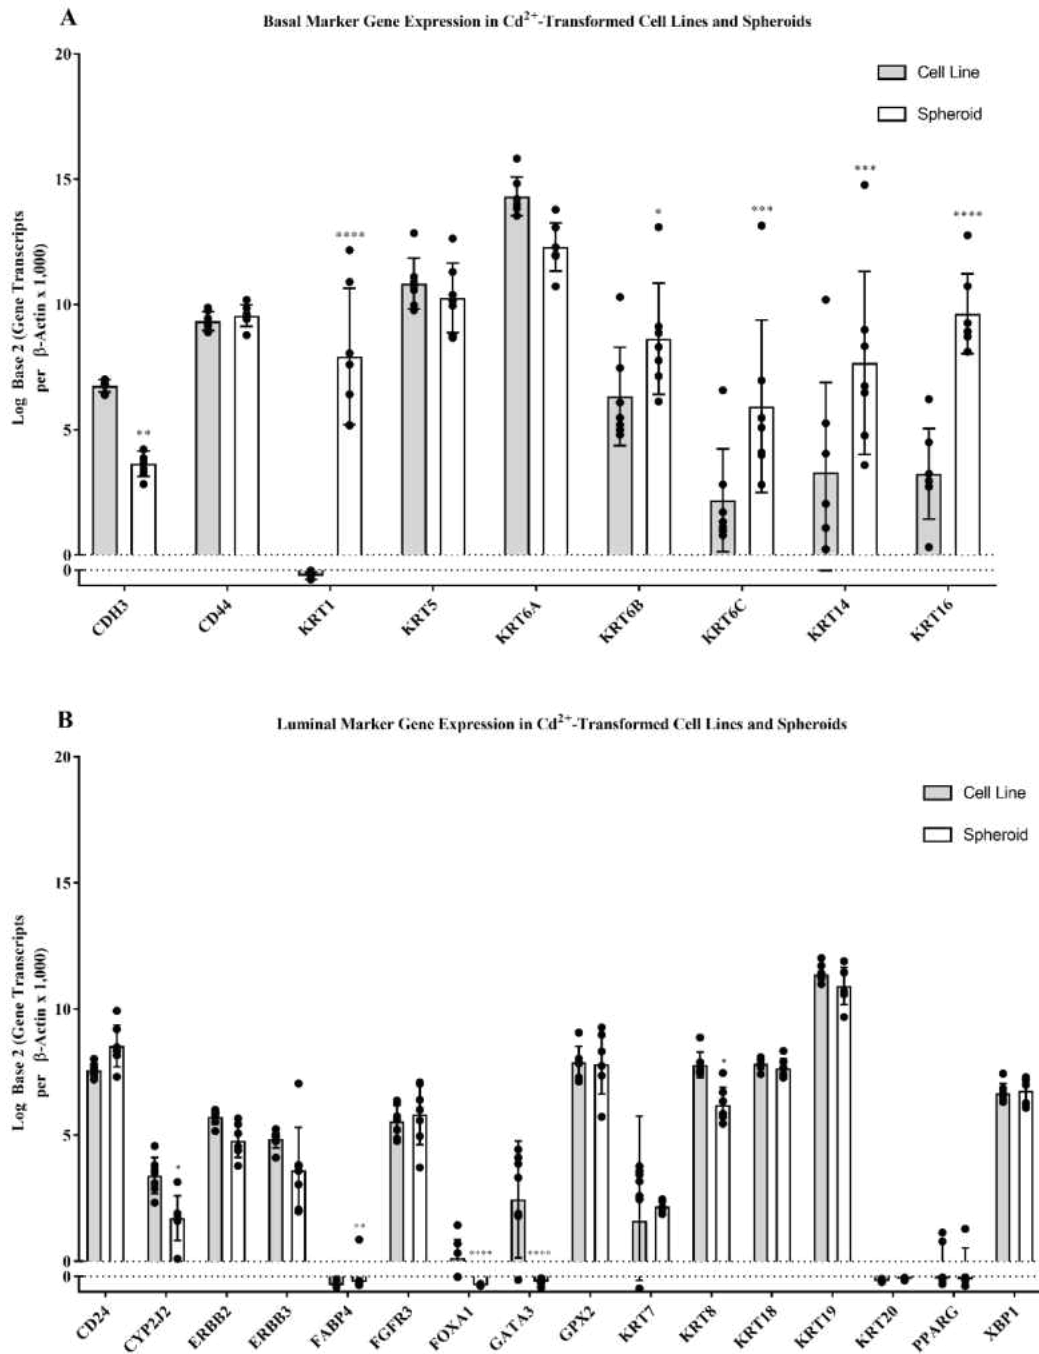 A
Basal Marker Gene Expression in Cd2+-Transformed Cell Lines and Spheroids
Log Base 2 (Gene Transcripts
per β-Actin x 1,000)
20
15
10
5
0
0
Cell Line
Spheroid
**
****
*
***
***
****
CDH3
CD44
KRT1
KRT5
KRT6A
KRT6B
KRT6C
KRT14
KRT16
B
Luminal Marker Gene Expression in Cd2+-Transformed Cell Lines and Spheroids
Log Base 2 (Gene Transcripts
per β-Actin x 1,000)
20
15
10
5
0
0
Cell Line
Spheroid
*
**
****
****
*
CD24
CYP2J2
ERBB2
ERBB3
FABP4
FGFR3
FOXA1
GATA3
GPX2
KRT7
KRT8
KRT18
KRT19
KRT20
PPARG
XBP1